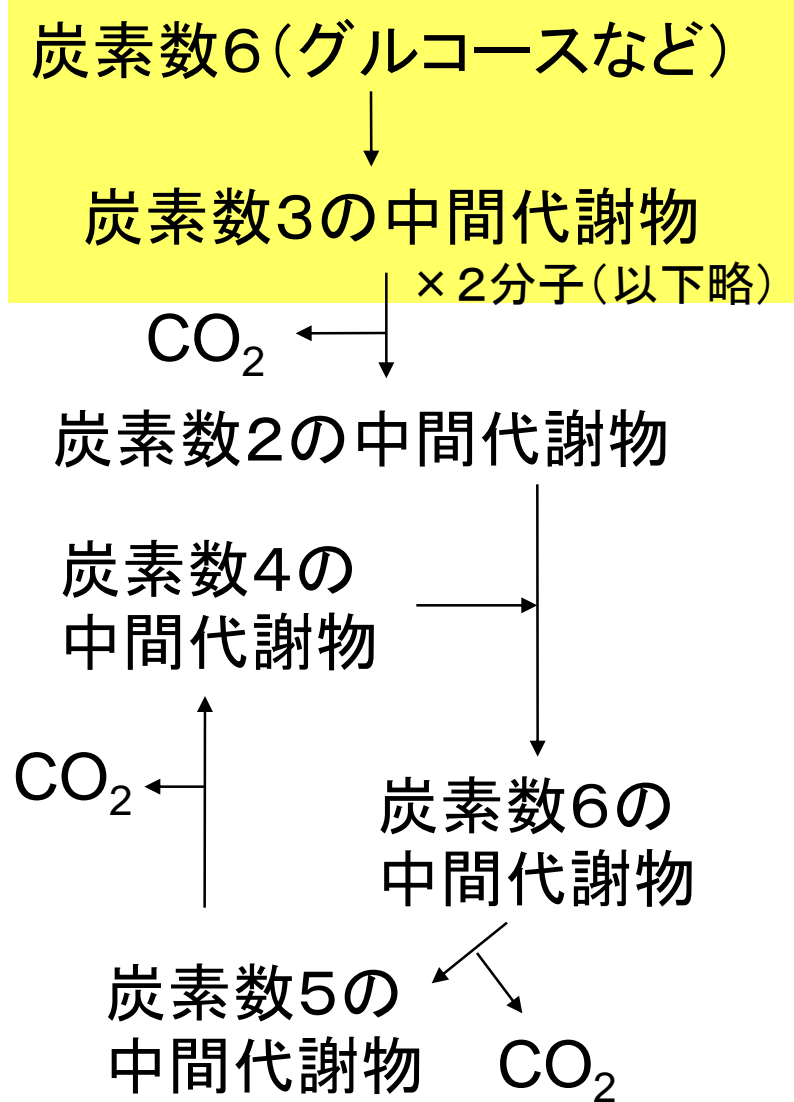 炭素数6(グルコースなど)
炭素数3の中間代謝物
×2分子(以下略)
CO₂
炭素数2の中間代謝物
炭素数4の
中間代謝物
CO₂
炭素数6の
中間代謝物
炭素数5の
中間代謝物
CO₂